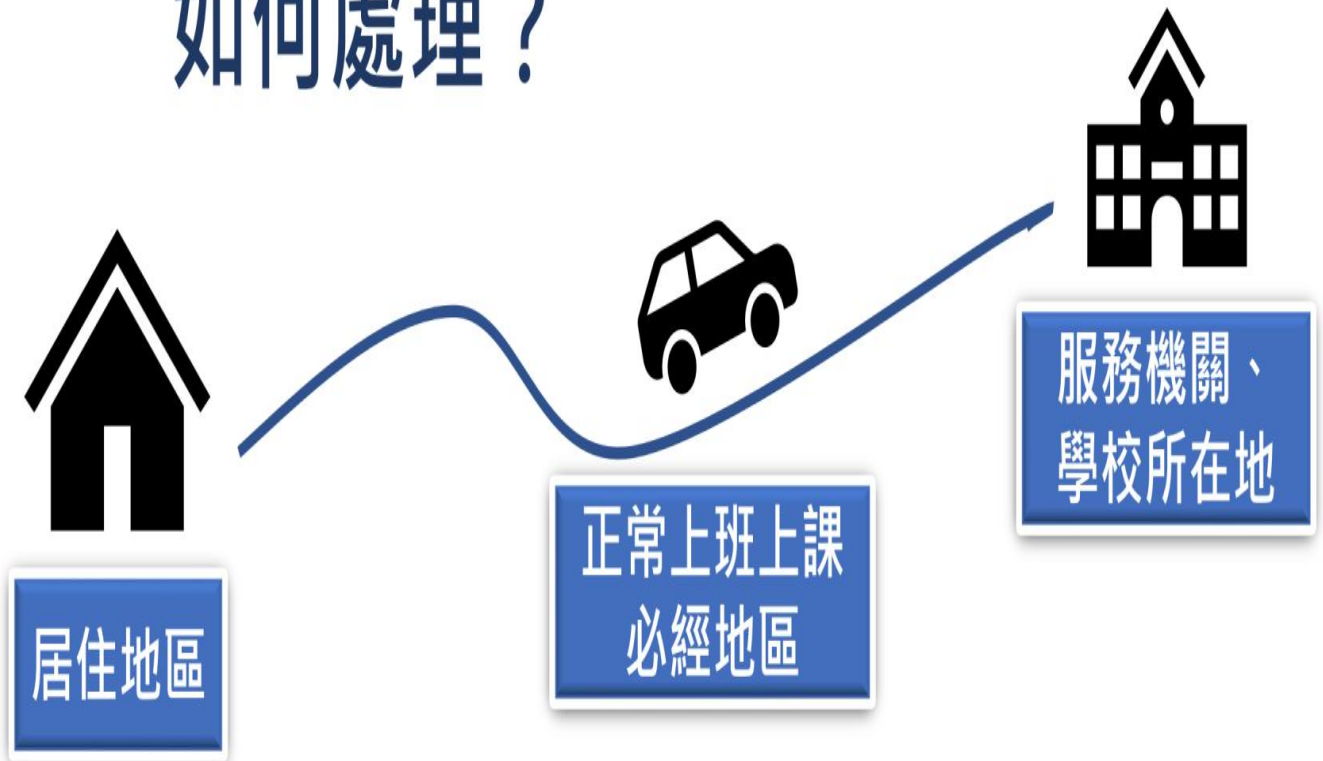 如何處理？
服務機關、
學校所在地
正常上班上課
必經地區
居住地區